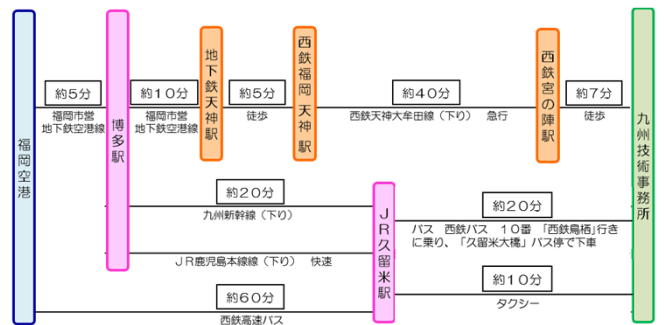 福岡空港
約5分
福岡市営
地下鉄空港線
博多駅
約10分
福岡市営
地下鉄空港線
地下鉄天神駅
約5分
徒歩
西鉄福岡 天神 駅
約40分
西鉄天神大牟田線（下り） 急行
西鉄宮の陣駅
約7分
徒歩
九州技術事務所
約20分
九州新幹線（下り）
JR鹿児島本線線（下り） 快速
約60分
西鉄高速バス
JR久留米駅
約20分
バス 西鉄バス 10番 「西鉄鳥栖」行き
に乗り、「久留米大橋」バス停で下車
約10分
タクシー